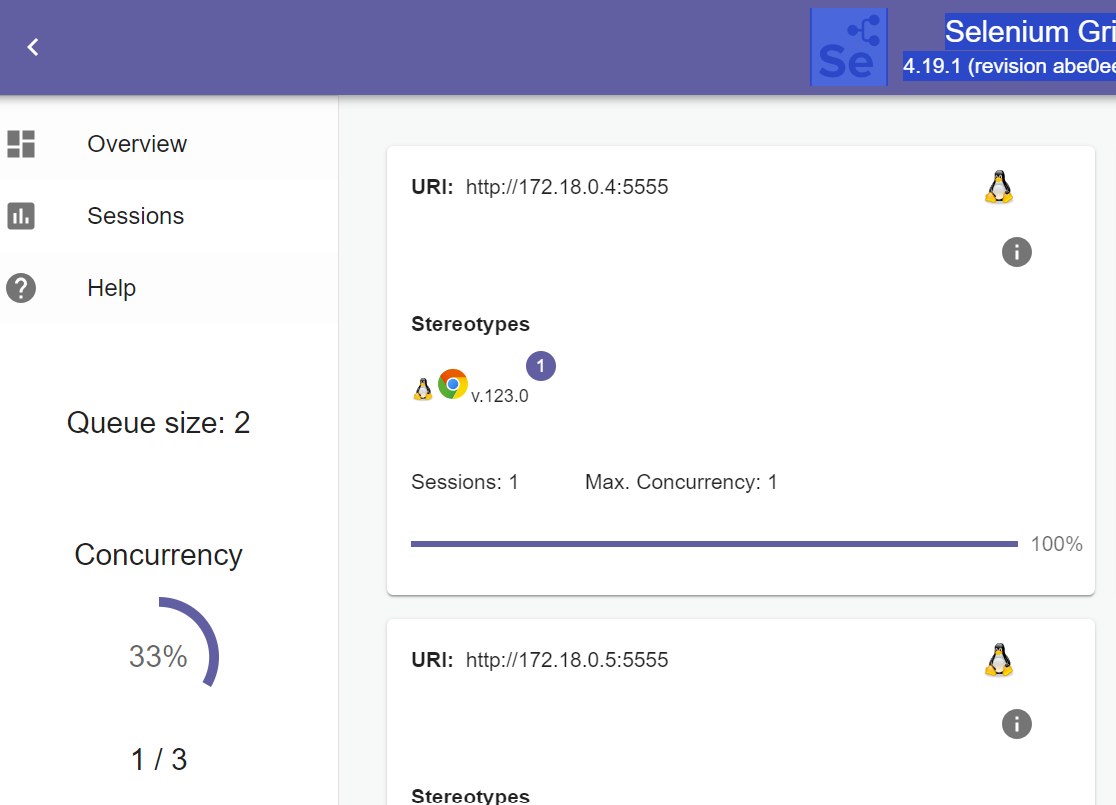 Se
Selenium Gri
4.19.1 (revision abe0ee
Overview
Sessions
Help
Queue size: 2
Concurrency
33%
1 / 3
URI: http://172.18.0.4:5555
Stereotypes
1
v.123.0
Sessions: 1 Max. Concurrency: 1
100%
URI: http://172.18.0.5:5555
Stereotypes